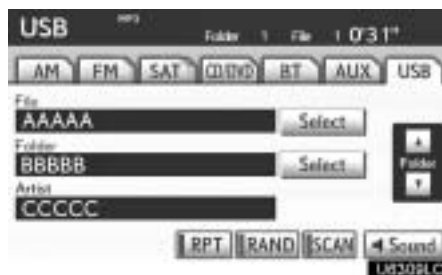 USB MP3 Folder 1 File 1 0'31"
AM FM SAT CD/DVD BT AUX USB
File
AAAAA Select
Folder
BBBBB Select
Folder
Artist
CCCCC
RPT RAND SCAN Sound
U8309LC